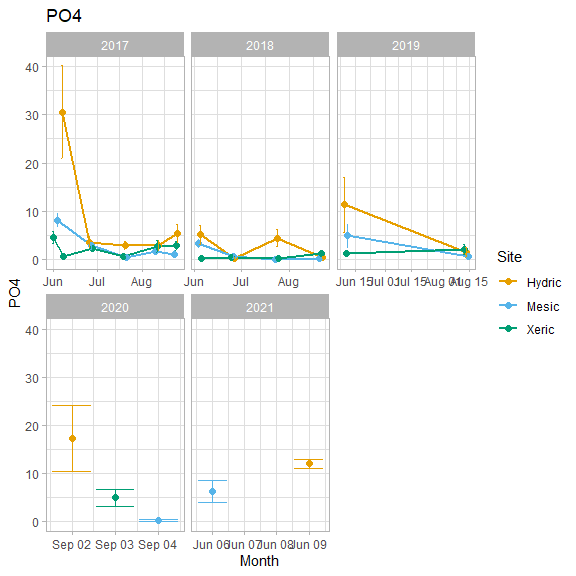 PO4
2017 2018 2019
40
30
20
10
0
Jun Jul Aug Jun Jul Aug Jun 15 Jul 01 Jul 15 Aug 01 Aug 15
Site
Hydric
Mesic
Xeric
PO4
2020 2021
40
30
20
10
0
Sep 02 Sep 03 Sep 04 Jun 06 Jun 07 Jun 08 Jun 09
Month